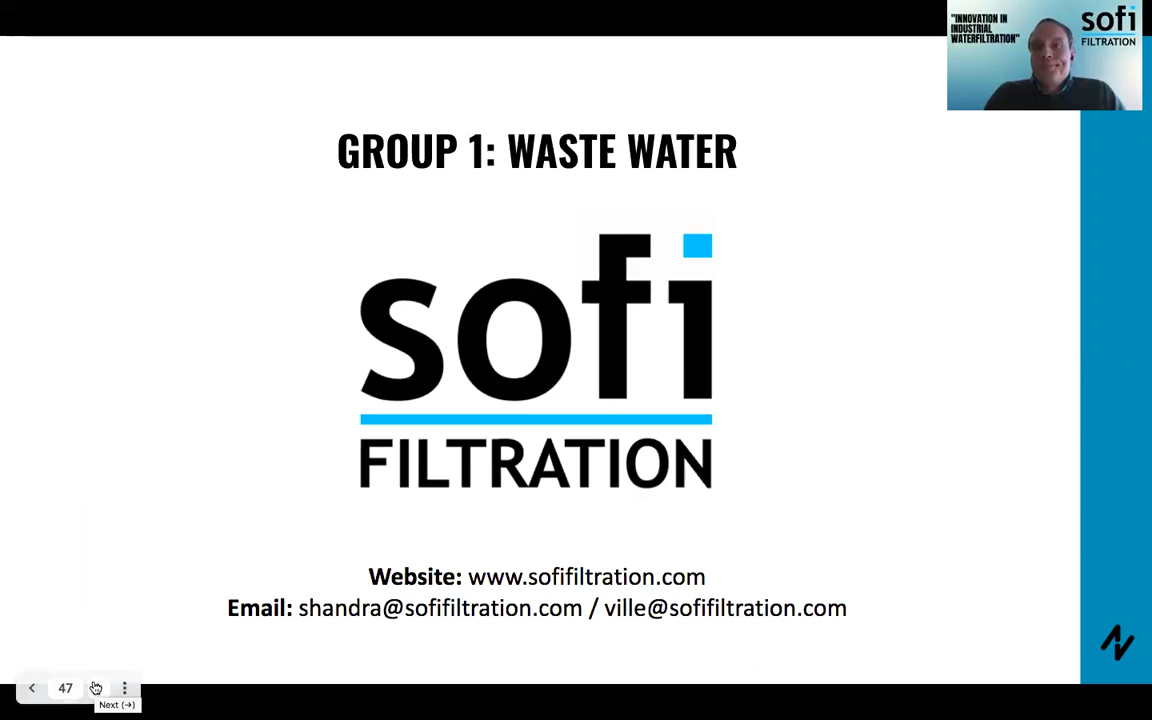 "INNOVATION IN
INDUSTRIAL
WATERFILTRATION"
sofi
FILTRATION
GROUP 1: WASTE WATER
sofi
FILTRATION
Website: www.sofifiltration.com
Email: shandra@sofifiltration.com / ville@sofifiltration.com
47
Next (→)